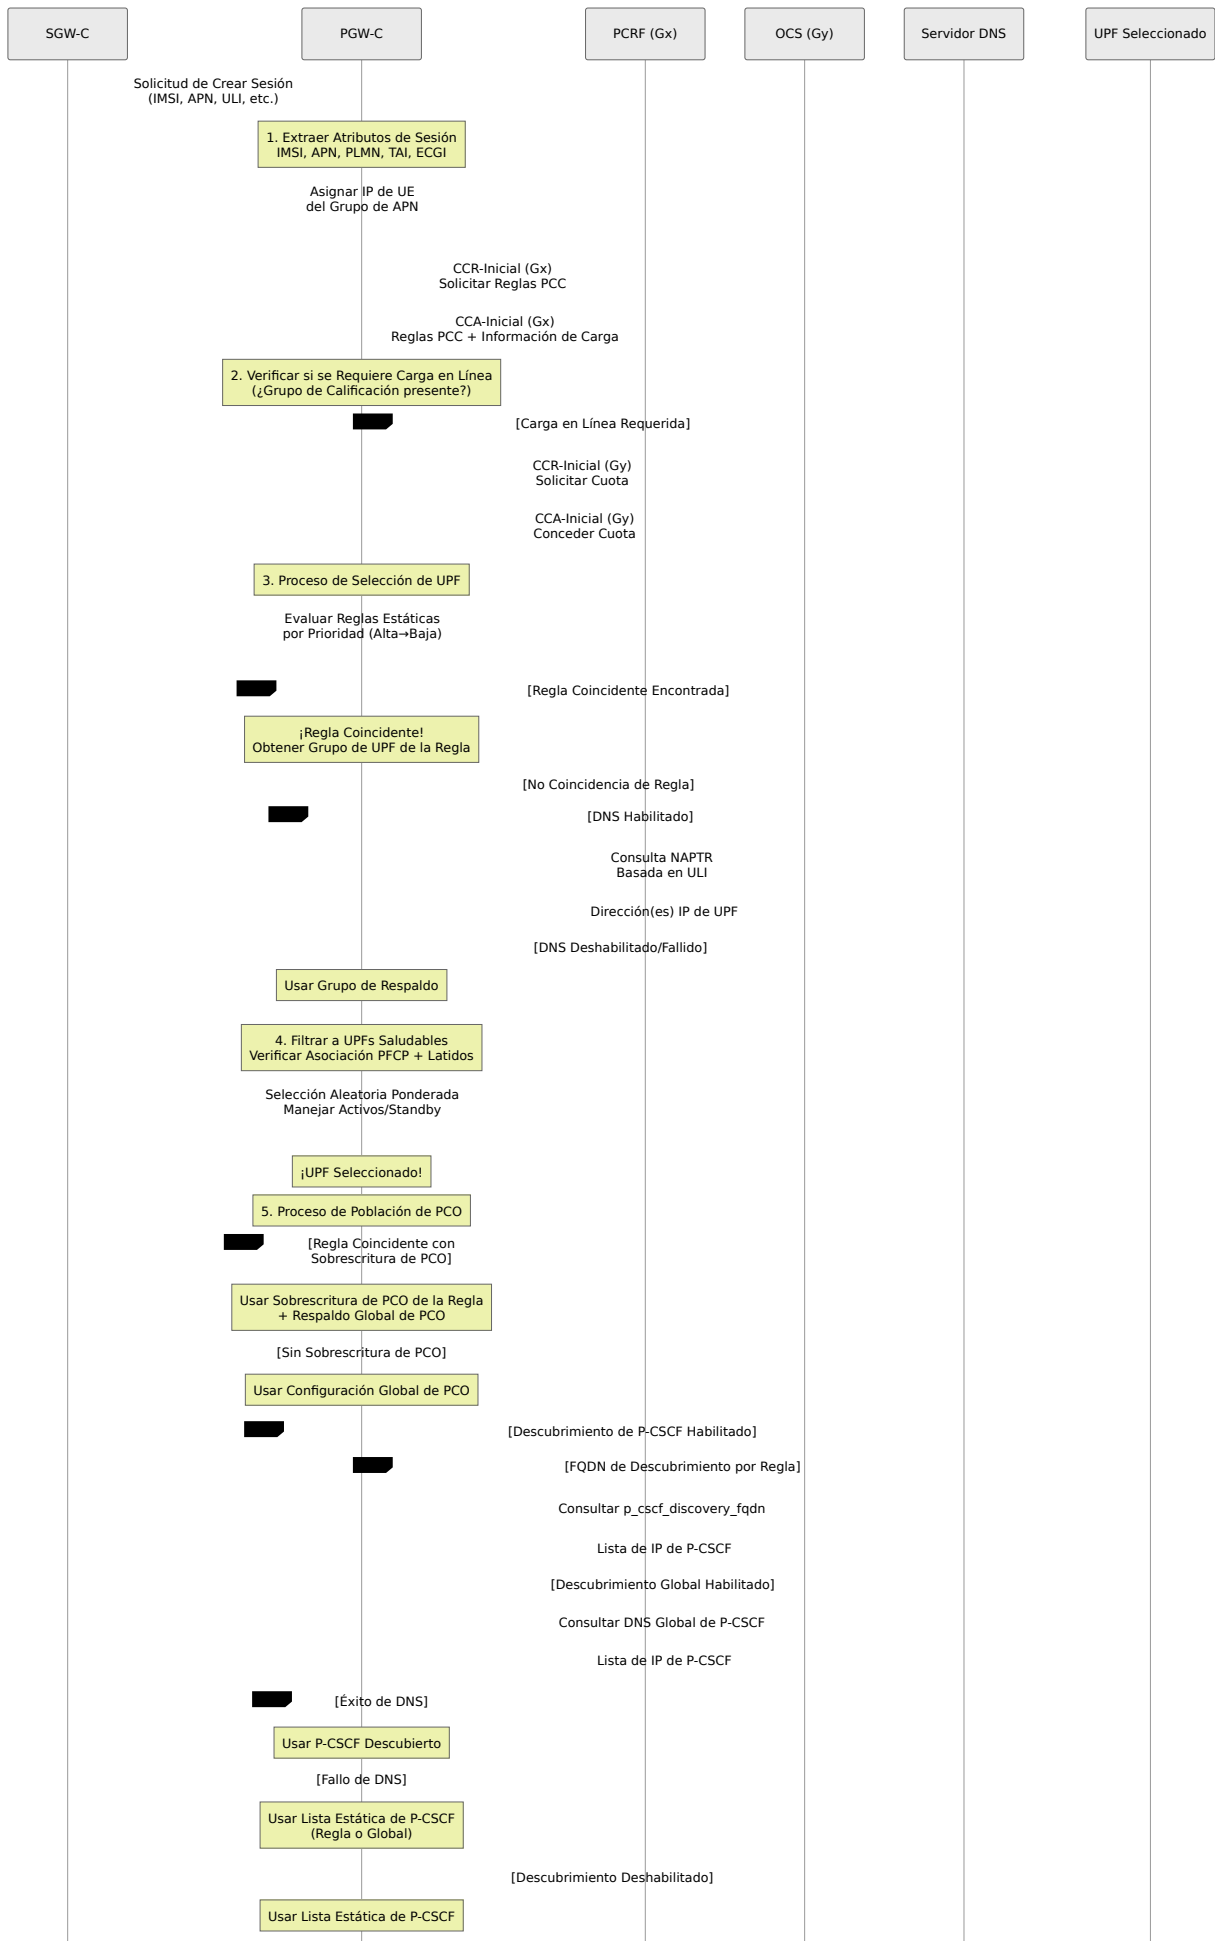 SGW-C
PGW-C
PCRF (Gx)
OCS (Gy)
Servidor DNS
UPF Seleccionado
Solicitud de Crear Sesión
(IMSI, APN, ULI, etc.)
1. Extraer Atributos de Sesión
IMSI, APN, PLMN, TAI, ECGI
Asignar IP de UE
del Grupo de APN
CCR-Inicial (Gx)
Solicitar Reglas PCC
CCA-Inicial (Gx)
Reglas PCC + Información de Carga
2. Verificar si se Requiere Carga en Línea
(¿Grupo de Calificación presente?)
[Carga en Línea Requerida]
CCR-Inicial (Gy)
Solicitar Cuota
CCA-Inicial (Gy)
Conceder Cuota
3. Proceso de Selección de UPF
Evaluar Reglas Estáticas
por Prioridad (Alta→Baja)
[Regla Coincidente Encontrada]
¡Regla Coincidente!
Obtener Grupo de UPF de la Regla
[No Coincidencia de Regla]
[DNS Habilitado]
Consulta NAPTR
Basada en ULI
Dirección(es) IP de UPF
[DNS Deshabilitado/Fallido]
Usar Grupo de Respaldo
4. Filtrar a UPFs Saludables
Verificar Asociación PFCP + Latidos
Selección Aleatoria Ponderada
Manejar Activos/Standby
¡UPF Seleccionado!
5. Proceso de Población de PCO
[Regla Coincidente con
Sobrescritura de PCO]
Usar Sobrescritura de PCO de la Regla
+ Respaldo Global de PCO
[Sin Sobrescritura de PCO]
Usar Configuración Global de PCO
[Descubrimiento de P-CSCF Habilitado]
[FQDN de Descubrimiento por Regla]
Consultar p_cscf_discovery_fqdn
Lista de IP de P-CSCF
[Descubrimiento Global Habilitado]
Consultar DNS Global de P-CSCF
Lista de IP de P-CSCF
[Éxito de DNS]
Usar P-CSCF Descubierto
[Fallo de DNS]
Usar Lista Estática de P-CSCF
(Regla o Global)
[Descubrimiento Deshabilitado]
Usar Lista Estática de P-CSCF